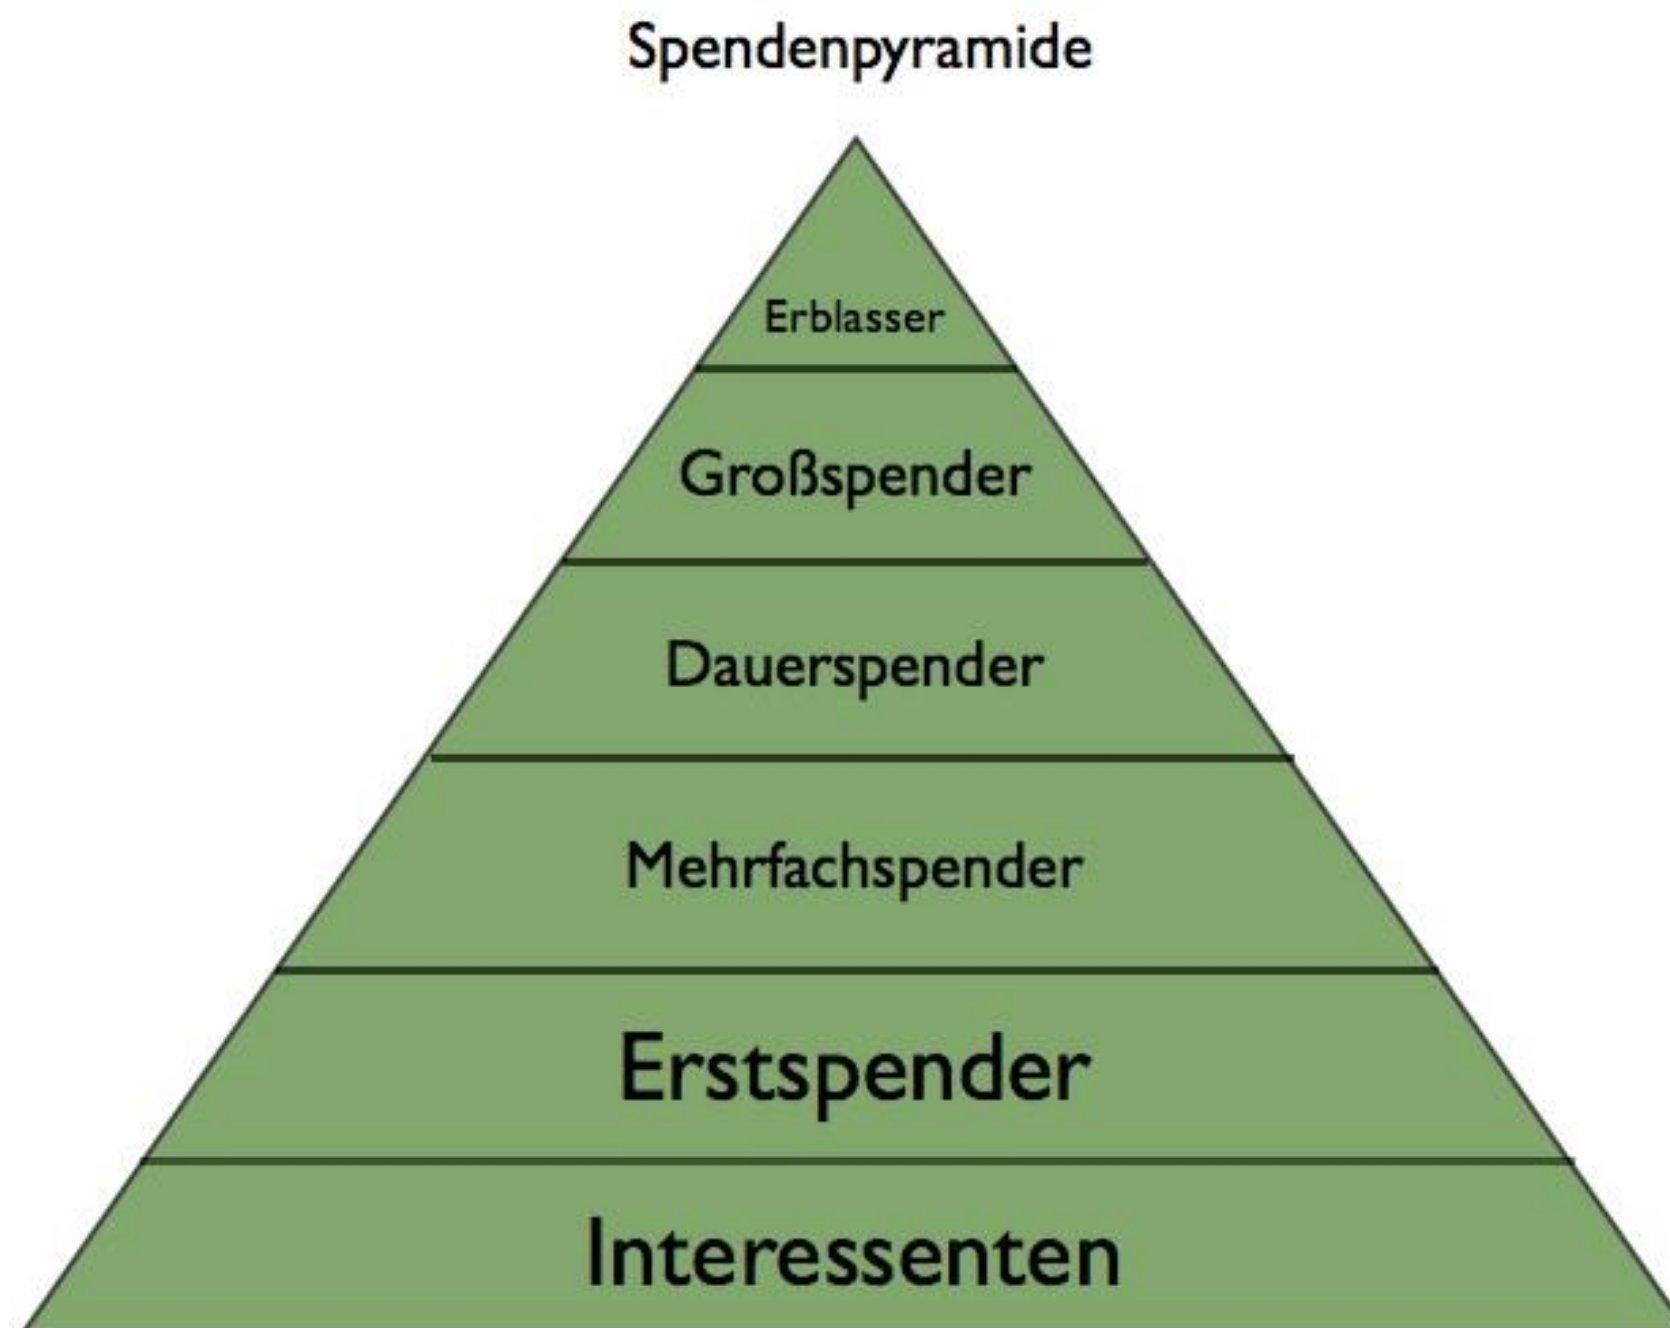 Spendenpyramide
Erblasser
Großspender
Dauerspender
Mehrfachspender
Erstspender
Interessenten